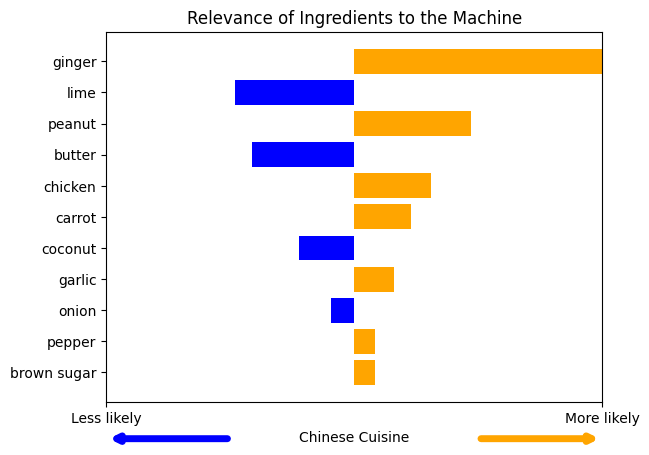 Relevance of Ingredients to the Machine
ginger
lime
peanut
butter
chicken
carrot
coconut
garlic
onion
pepper
brown sugar
Less likely
More likely
Chinese Cuisine